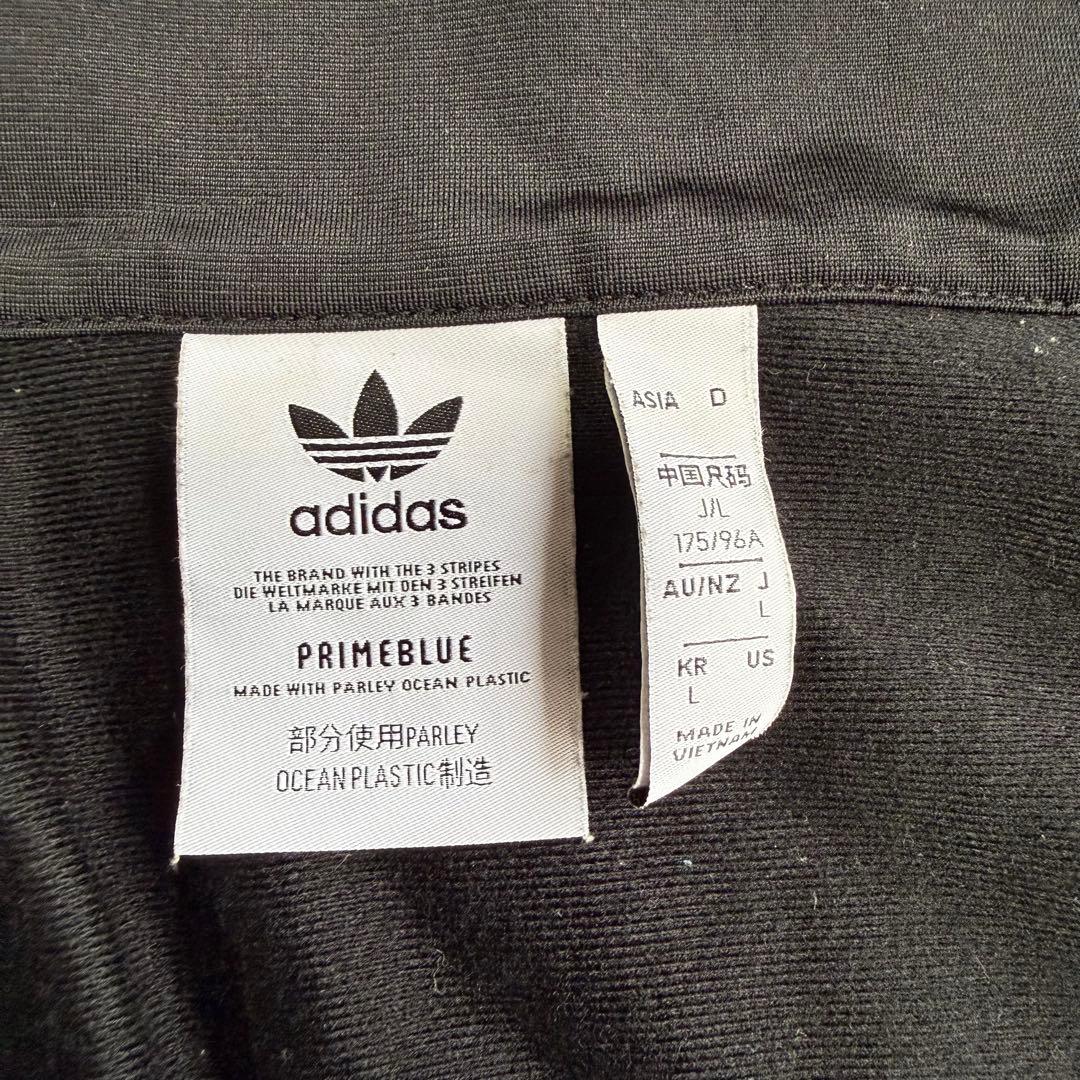 adidas
THE BRAND WITH THE 3 STRIPES
DIE WELTMARKE MIT DEN 3 STREIFEN
LA MARQUE AUX 3 BANDES
PRIMEBLUE
MADE WITH PARLEY OCEAN PLASTIC
部分使用PARLEY
OCEAN PLASTIC制造
ASIA D
中国尺码
J/L
175/96A
AU/NZ J
L
KR US
L
MADE IN
VIETNAM